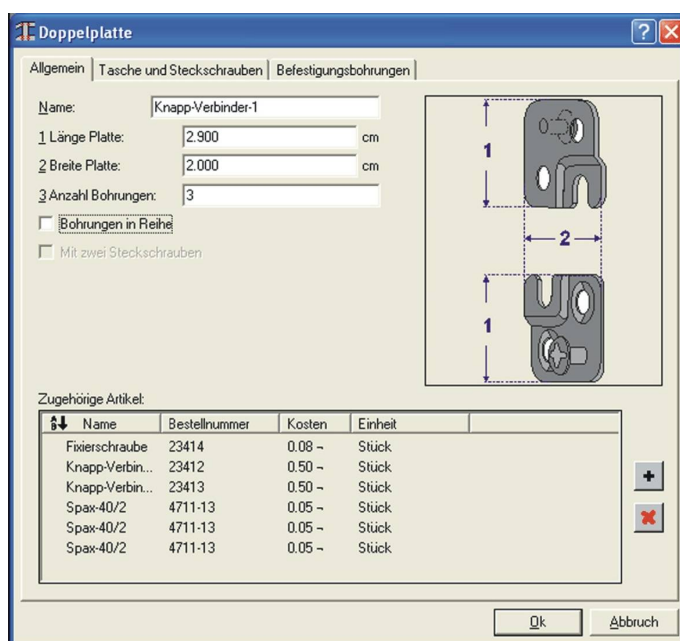 Doppelplatte
Allgemein Tasche und Steckschrauben Befestigungsbohrungen
Name: Knapp-Verbinder-1
1 Länge Platte: 2.900 cm
2 Breite Platte: 2.000 cm
3 Anzahl Bohrungen: 3
Bohrungen in Reihe
Mit zwei Steckschrauben
1
2
1
Zugehörige Artikel:
Name Bestellnummer Kosten Einheit
Fixierschraube 23414 0.08 ¬ Stück
Knapp-Verbin... 23412 0.50 ¬ Stück
Knapp-Verbin... 23413 0.50 ¬ Stück
Spax-40/2 4711-13 0.05 ¬ Stück
Spax-40/2 4711-13 0.05 ¬ Stück
Spax-40/2 4711-13 0.05 ¬ Stück
Ok Abbruch